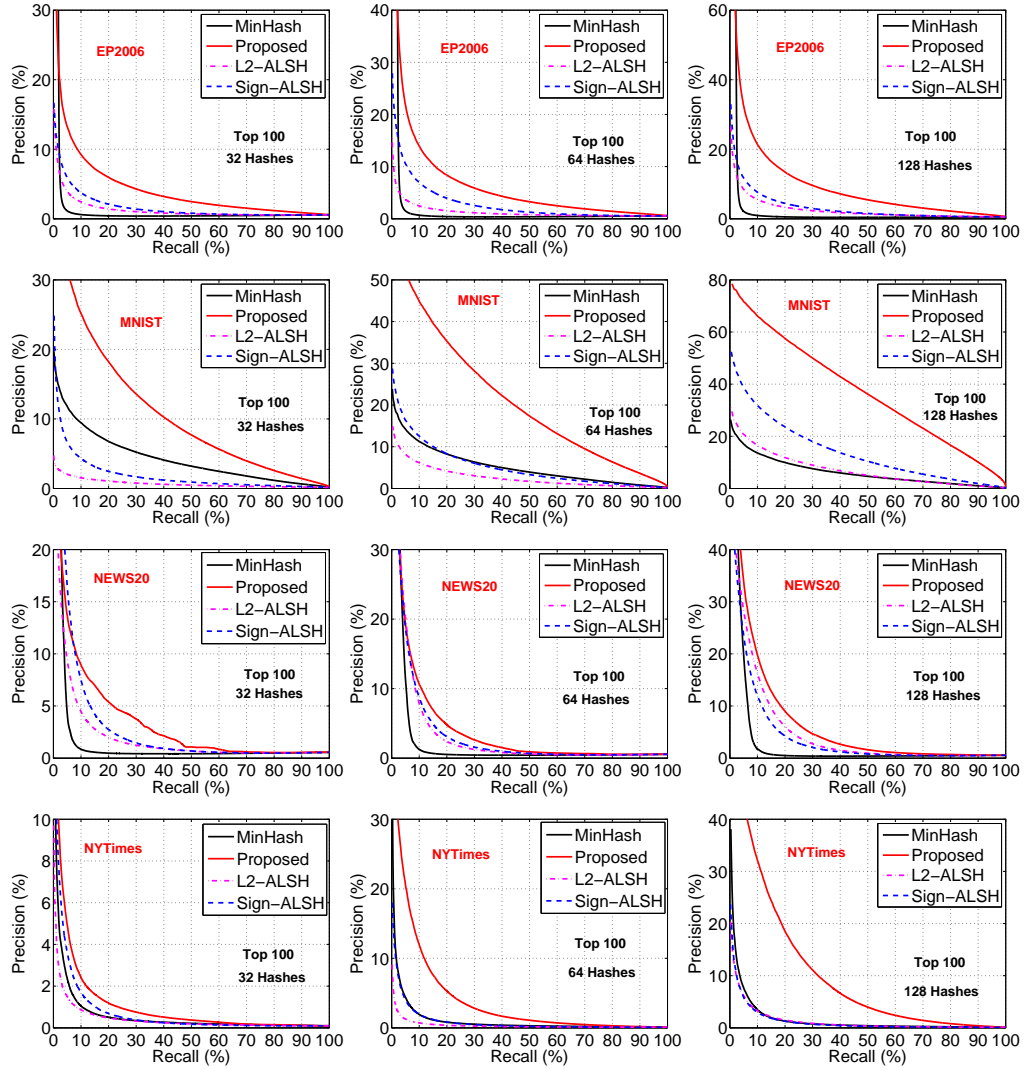 30
20
10
0
Precision (%)
EP2006
MinHash
Proposed
L2−ALSH
Sign−ALSH
Top 100
32 Hashes
0 10 20 30 40 50 60 70 80 90 100
Recall (%)
40
30
20
10
0
Precision (%)
EP2006
MinHash
Proposed
L2−ALSH
Sign−ALSH
Top 100
64 Hashes
0 10 20 30 40 50 60 70 80 90 100
Recall (%)
60
40
20
0
Precision (%)
EP2006
MinHash
Proposed
L2−ALSH
Sign−ALSH
Top 100
128 Hashes
0 10 20 30 40 50 60 70 80 90 100
Recall (%)
30
20
10
0
Precision (%)
MNIST
MinHash
Proposed
L2−ALSH
Sign−ALSH
Top 100
32 Hashes
0 10 20 30 40 50 60 70 80 90 100
Recall (%)
50
40
30
20
10
0
Precision (%)
MNIST
MinHash
Proposed
L2−ALSH
Sign−ALSH
Top 100
64 Hashes
0 10 20 30 40 50 60 70 80 90 100
Recall (%)
80
60
40
20
0
Precision (%)
MNIST
MinHash
Proposed
L2−ALSH
Sign−ALSH
Top 100
128 Hashes
0 10 20 30 40 50 60 70 80 90 100
Recall (%)
20
15
10
5
0
Precision (%)
NEWS20
MinHash
Proposed
L2−ALSH
Sign−ALSH
Top 100
32 Hashes
0 10 20 30 40 50 60 70 80 90 100
Recall (%)
30
20
10
0
Precision (%)
NEWS20
MinHash
Proposed
L2−ALSH
Sign−ALSH
Top 100
64 Hashes
0 10 20 30 40 50 60 70 80 90 100
Recall (%)
40
30
20
10
0
Precision (%)
NEWS20
MinHash
Proposed
L2−ALSH
Sign−ALSH
Top 100
128 Hashes
0 10 20 30 40 50 60 70 80 90 100
Recall (%)
10
8
6
4
2
0
Precision (%)
NYTimes
MinHash
Proposed
L2−ALSH
Sign−ALSH
Top 100
32 Hashes
0 10 20 30 40 50 60 70 80 90 100
Recall (%)
30
20
10
0
Precision (%)
NYTimes
MinHash
Proposed
L2−ALSH
Sign−ALSH
Top 100
64 Hashes
0 10 20 30 40 50 60 70 80 90 100
Recall (%)
40
30
20
10
0
Precision (%)
NYTimes
MinHash
Proposed
L2−ALSH
Sign−ALSH
Top 100
128 Hashes
0 10 20 30 40 50 60 70 80 90 100
Recall (%)